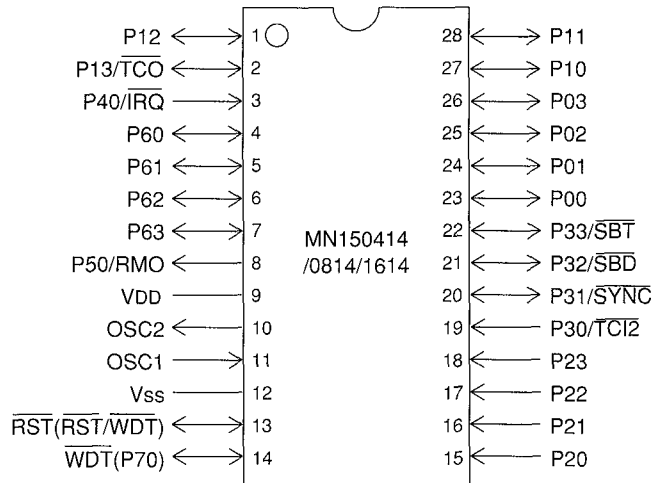 P12 1 28 P11
P13/TCO 2 27 P10
P40/IRQ 3 26 P03
P60 4 25 P02
P61 5 24 P01
P62 6 23 P00
P63 7 MN150414 22 P33/SBT
P50/RMO 8 /0814/1614 21 P32/SBD
VDD 9 20 P31/SYNC
OSC2 10 19 P30/TCI2
OSC1 11 18 P23
Vss 12 17 P22
RST(RST/WDT) 13 16 P21
WDT(P70) 14 15 P20